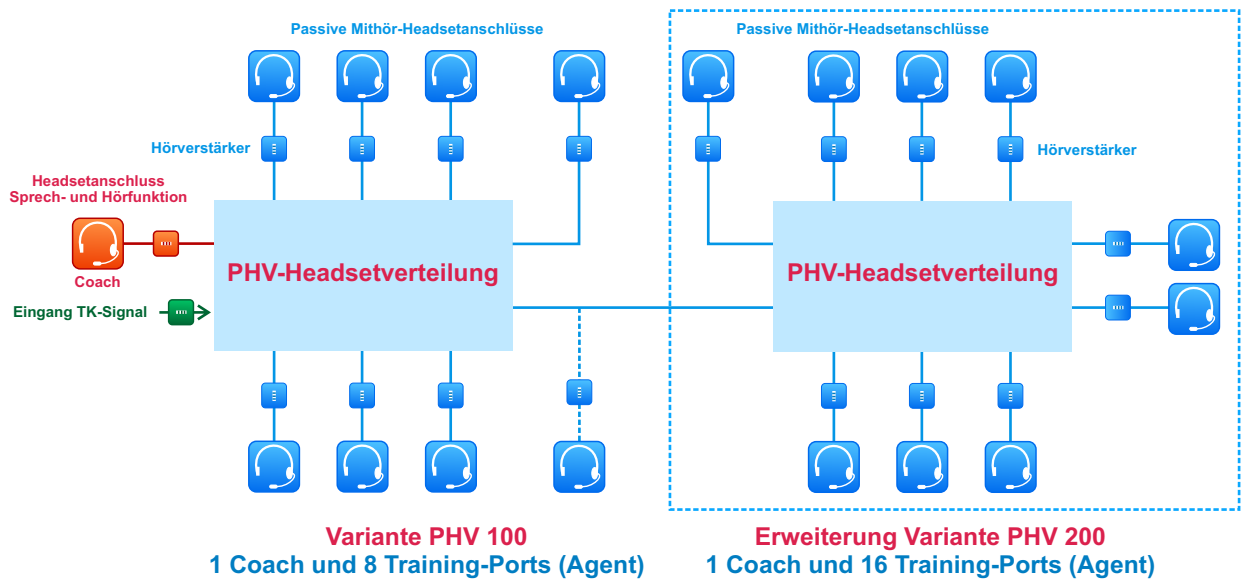 Passive Mithör-Headsetanschlüsse
Passive Mithör-Headsetanschlüsse
Hörverstärker
Hörverstärker
Headsetanschluss
Sprech- und Hörfunktion
Coach
Eingang TK-Signal
PHV-Headsetverteilung
PHV-Headsetverteilung
Variante PHV 100
1 Coach und 8 Training-Ports (Agent)
Erweiterung Variante PHV 200
1 Coach und 16 Training-Ports (Agent)